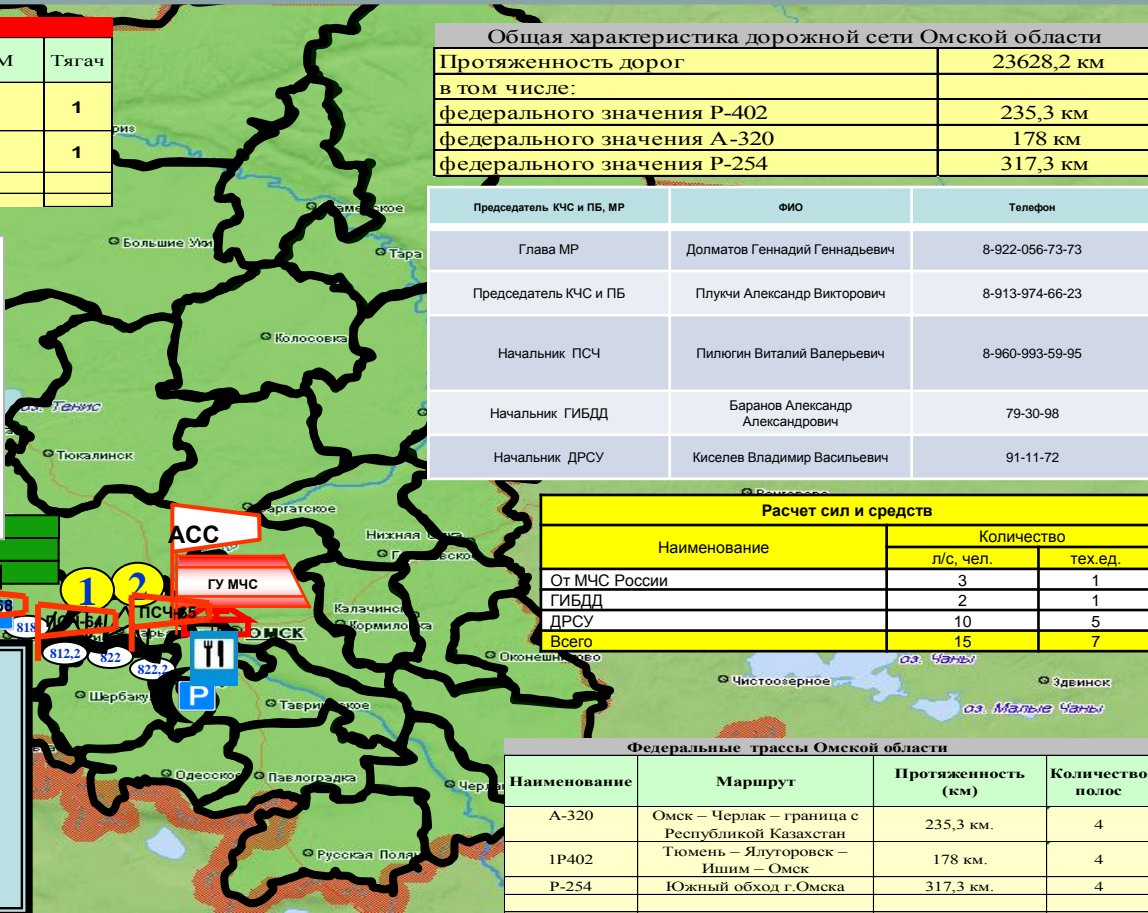 М Тягач
1
1
Общая характеристика дорожной сети Омской области
Протяженность дорог 23628,2 км
в том числе:
федерального значения Р-402 235,3 км
федерального значения А-320 178 км
федерального значения Р-254 317,3 км
Председатель КЧС и ПБ, МР ФИО Телефон
Глава МР Долматов Геннадий Геннадьевич 8-922-056-73-73
Председатель КЧС и ПБ Плукчи Александр Викторович 8-913-974-66-23
Начальник ПСЧ Пилюгин Виталий Валерьевич 8-960-993-59-95
Начальник ГИБДД Баранов Александр
Александрович 79-30-98
Начальник ДРСУ Киселев Владимир Васильевич 91-11-72
Большие Уки
Тара
Колосовка
оз. Тенис
Тюкалинск
Нижная
АСС
ГУ МЧС
1 2
68
ПСЧ-64
ПСЧ-65
818
812,2
822
822,2
ОМСК
P
Калачинск
Кормиловка
Оконешниково
Щербаку
Таврическое
Одесское
Павлоградка
Черлак
Русская Поляна
Расчет сил и средств
Наименование Количество
л/с, чел. тех.ед.
От МЧС России 3 1
ГИБДД 2 1
ДРСУ 10 5
Всего 15 7
оз. Чаны
Чистоозерное
Здвинск
оз. Малые Чаны
Федеральные трассы Омской области
Наименование Маршрут Протяженность
(км) Количество
полос
А-320 Омск – Черлак – граница с
Республикой Казахстан 235,3 км. 4
1Р402 Тюмень – Ялуторовск –
Ишим – Омск 178 км. 4
Р-254 Южный обход г.Омска 317,3 км. 4